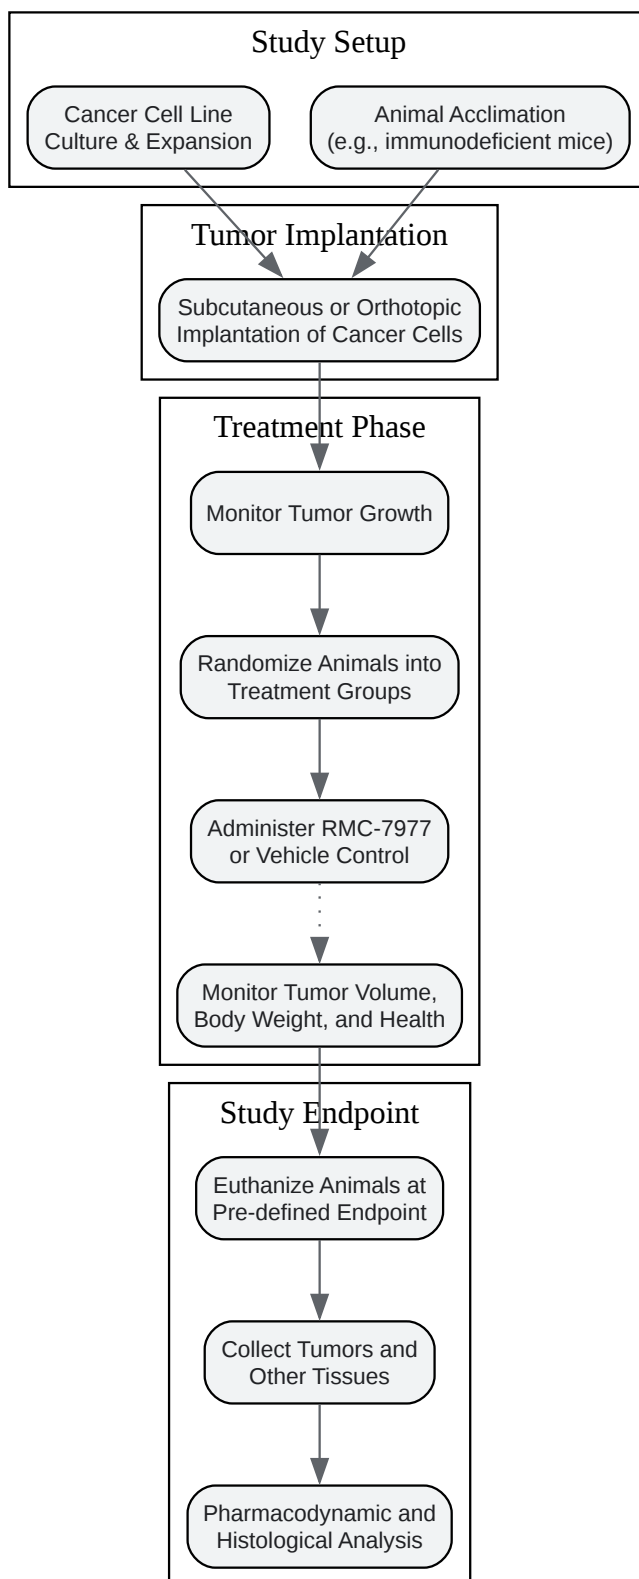 Study Setup
Cancer Cell Line
Culture & Expansion
Animal Acclimation
(e.g., immunodeficient mice)
Tumor Implantation
Subcutaneous or Orthotopic
Implantation of Cancer Cells
Treatment Phase
Monitor Tumor Growth
Randomize Animals into
Treatment Groups
Administer RMC-7977
or Vehicle Control
Monitor Tumor Volume,
Body Weight, and Health
Study Endpoint
Euthanize Animals at
Pre-defined Endpoint
Collect Tumors and
Other Tissues
Pharmacodynamic and
Histological Analysis